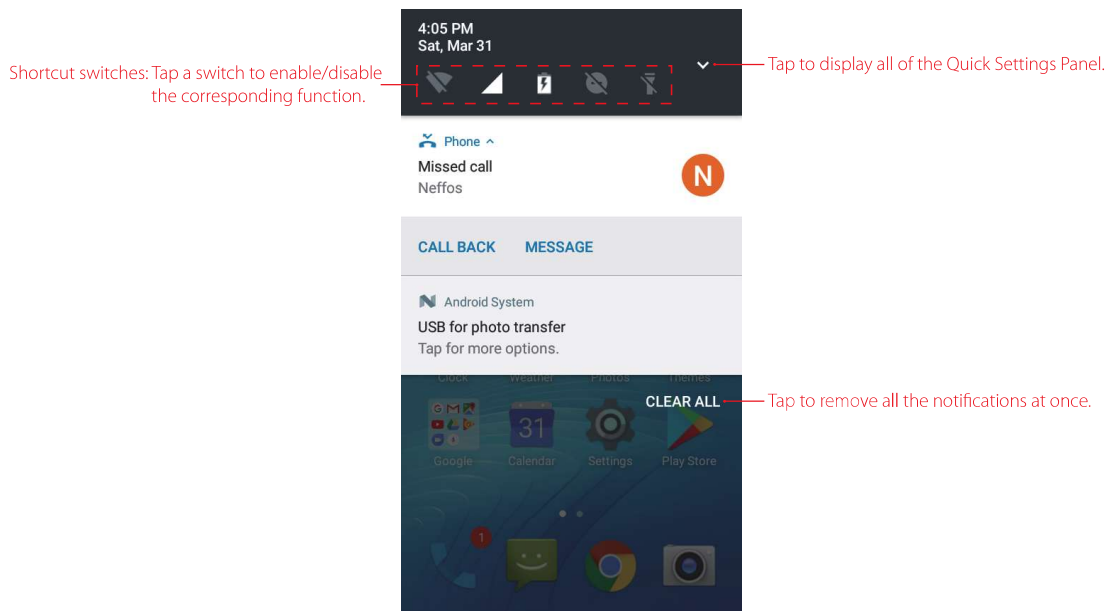 4:05 PM
Sat, Mar 31
Shortcut switches: Tap a switch to enable/disable
the corresponding function.
Tap to display all of the Quick Settings Panel.
Phone
Missed call
Neffos
N
CALL BACK
MESSAGE
Android System
USB for photo transfer
Tap for more options.
Clock
Weather
Photos
Themes
CLEAR ALL
Tap to remove all the notifications at once.
31
Google
Calendar
Settings
Play Store
1